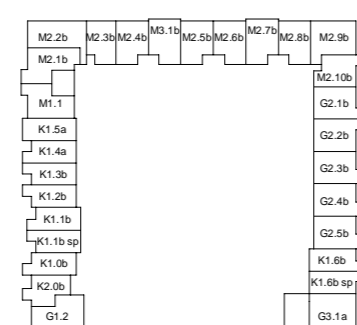 M2.2b
M2.3b
M2.4b
M3.1b
M2.5b
M2.6b
M2.7b
M2.8b
M2.9b
M2.1b
M2.10b
M1.1
G2.1b
K1.5a
G2.2b
K1.4a
K1.3b
G2.3b
K1.2b
G2.4b
K1.1b
G2.5b
K1.1b sp
K1.0b
K1.6b
K2.0b
K1.6b sp
G1.2
G3.1a